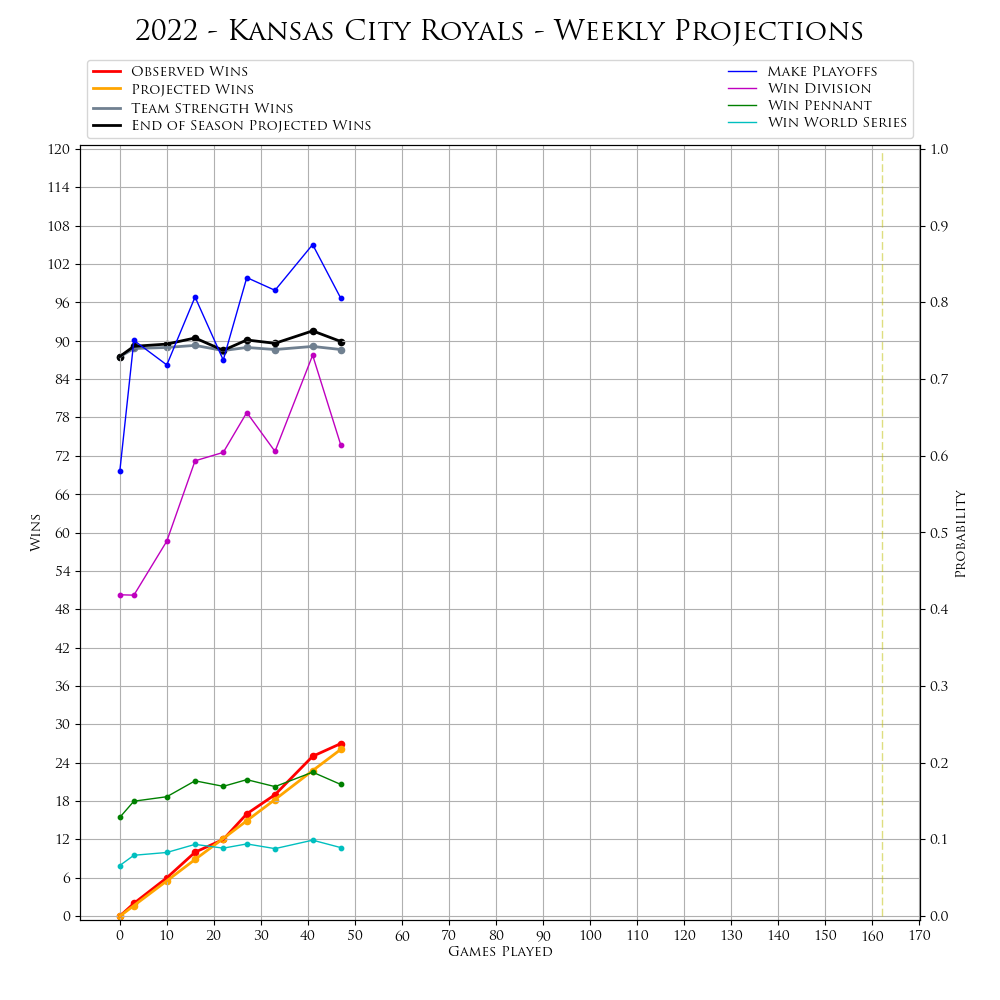 2022 - Kansas City Royals - Weekly Projections
Observed Wins
Projected Wins
Team Strength Wins
End of Season Projected Wins
Make Playoffs
Win Division
Win Pennant
Win World Series
120
114
108
102
96
90
84
78
72
66
60
54
48
42
36
30
24
18
12
6
0
Wins
1.0
0.9
0.8
0.7
0.6
0.5
0.4
0.3
0.2
0.1
0.0
Probability
0 10 20 30 40 50 60 70 80 90 100 110 120 130 140 150 160 170
Games Played